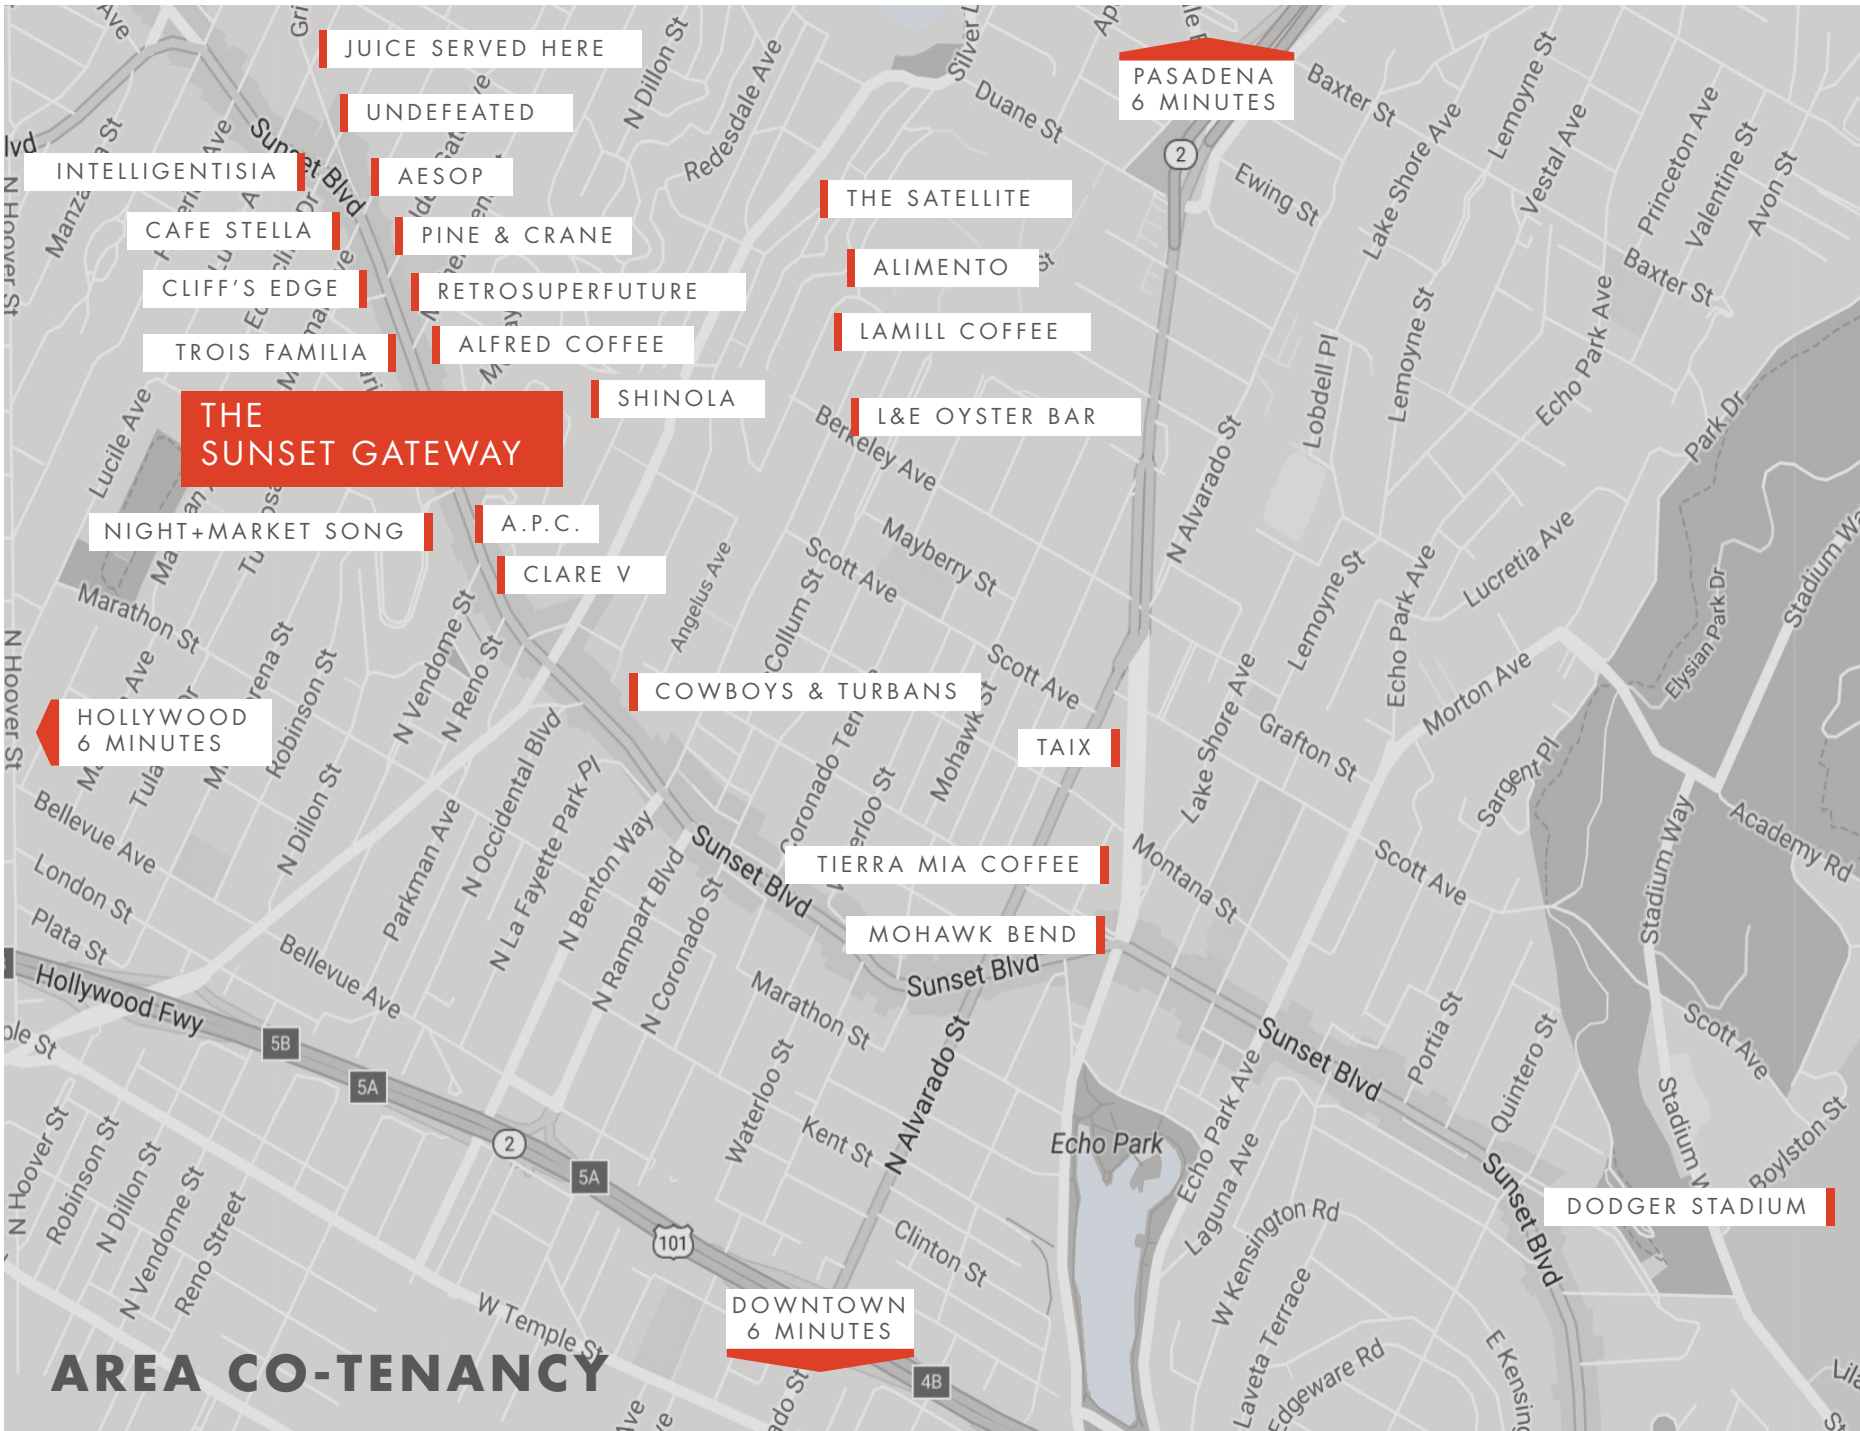 JUICE SERVED HERE
UNDEFEATED
INTELLIGENTISIA
AESOP
CAFE STELLA
PINE & CRANE
CLIFF'S EDGE
RETROSUPERFUTURE
TROIS FAMILIA
ALFRED COFFEE
SHINOLA
THE
SUNSET GATEWAY
NIGHT+MARKET SONG
A.P.C.
CLARE V
THE SATELLITE
ALIMENTO
LAMILL COFFEE
L&E OYSTER BAR
PASADENA
6 MINUTES
HOLLYWOOD
6 MINUTES
COWBOYS & TURBANS
TAIX
TIERRA MIA COFFEE
MOHAWK BEND
DODGER STADIUM
DOWNTOWN
6 MINUTES
AREA CO-TENANCY
Ave
N Dillon St
Redesdale Ave
Duane St
Baxter St
Lemoyne St
Lake Shore Ave
Vestal Ave
Princeton Ave
Valentine St
Avon St
2
Ewing St
Baxter St
Sunset Blvd
N Hoover St
Lobdell Pl
Lemoyne St
Echo Park Ave
Park Dr
Lucile Ave
Berkeley Ave
N Alvarado St
Mayberry St
Scott Ave
Angelus Ave
Lemoyne St
Echo Park Ave
Lucretia Ave
Elysian Park Dr
Marathon St
N Hoover St
Robinson St
N Vendome St
N Reno St
Collum St
Scott Ave
Mohawk St
Lake Shore Ave
Grafton St
Morton Ave
Sargent Pl
Stadium Way
Academy Rd
Bellevue Ave
London St
Plata St
N Dillon St
Parkman Ave
N Occidental Blvd
N La Fayette Park Pl
N Benton Way
N Rampart Blvd
N Coronado St
Sunset Blvd
Montana St
Scott Ave
Hollywood Fwy
Bellevue Ave
Marathon St
Sunset Blvd
Sunset Blvd
Portia St
Quintero St
Scott Ave
5B
5A
2
5A
101
Waterloo St
Kent St
N Alvarado St
Echo Park
Echo Park Ave
Laguna Ave
Boylston St
Robinson St
N Dillon St
N Vendome St
Reno Street
Clinton St
W Kensington Rd
Sunset Blvd
W Temple St
4B
Laveta Terrace
Edgeware Rd